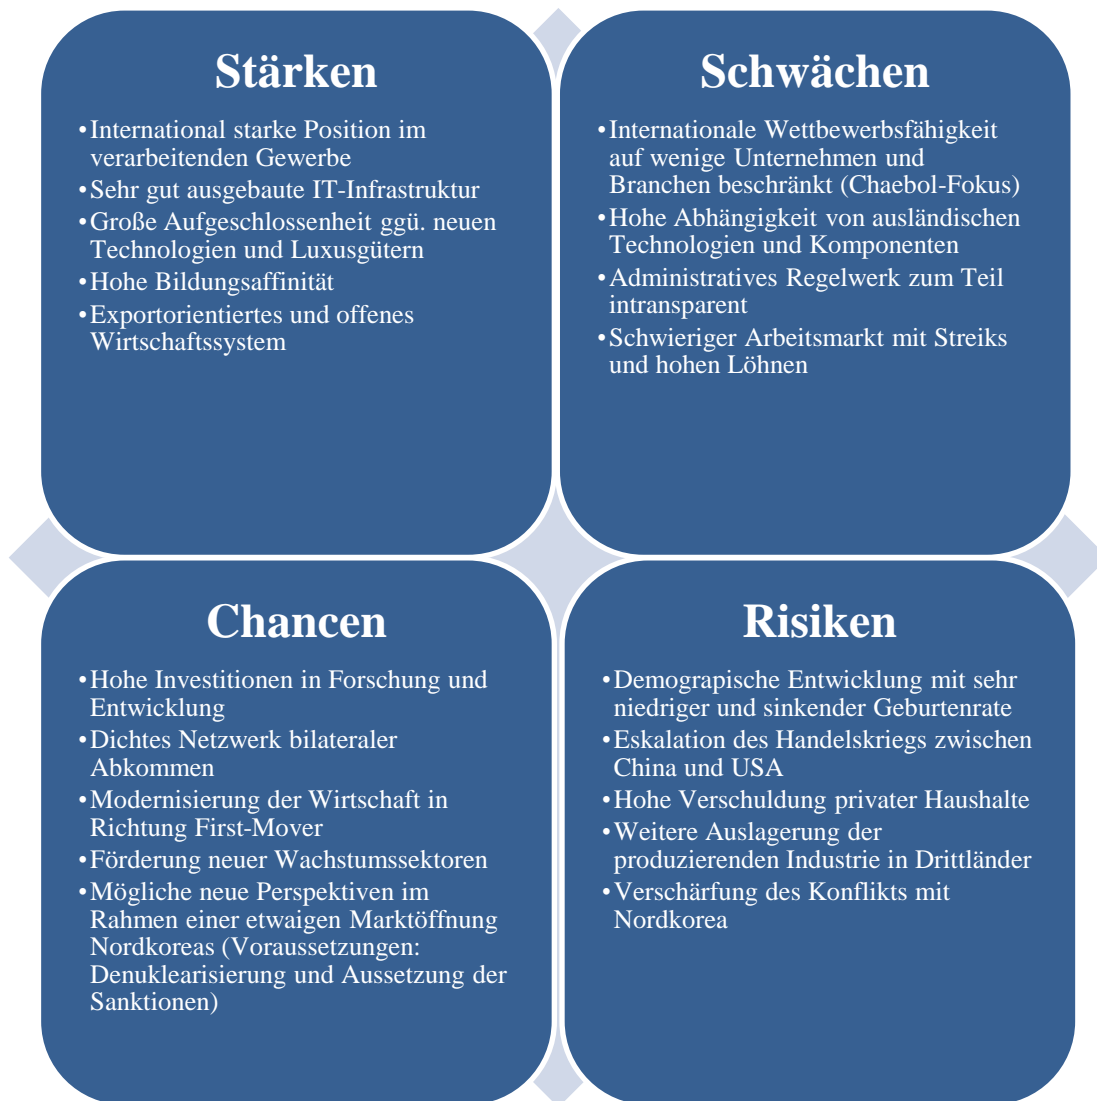 Stärken
•International starke Position im
verarbeitenden Gewerbe
•Sehr gut ausgebaute IT-Infrastruktur
•Große Aufgeschlossenheit ggü. neuen
Technologien und Luxusgütern
•Hohe Bildungsaffinität
•Exportorientiertes und offenes
Wirtschaftssystem
Schwächen
•Internationale Wettbewerbsfähigkeit
auf wenige Unternehmen und
Branchen beschränkt (Chaebol-Fokus)
•Hohe Abhängigkeit von ausländischen
Technologien und Komponenten
•Administratives Regelwerk zum Teil
intransparent
•Schwieriger Arbeitsmarkt mit Streiks
und hohen Löhnen
Chancen
•Hohe Investitionen in Forschung und
Entwicklung
•Dichtes Netzwerk bilateraler
Abkommen
•Modernisierung der Wirtschaft in
Richtung First-Mover
•Förderung neuer Wachstumssektoren
•Mögliche neue Perspektiven im
Rahmen einer etwaigen Marktöffnung
Nordkoreas (Voraussetzungen:
Denuklearisierung und Aussetzung der
Sanktionen)
Risiken
•Demograpische Entwicklung mit sehr
niedriger und sinkender Geburtenrate
•Eskalation des Handelskriegs zwischen
China und USA
•Hohe Verschuldung privater Haushalte
•Weitere Auslagerung der
produzierenden Industrie in Drittländer
•Verschärfung des Konflikts mit
Nordkorea